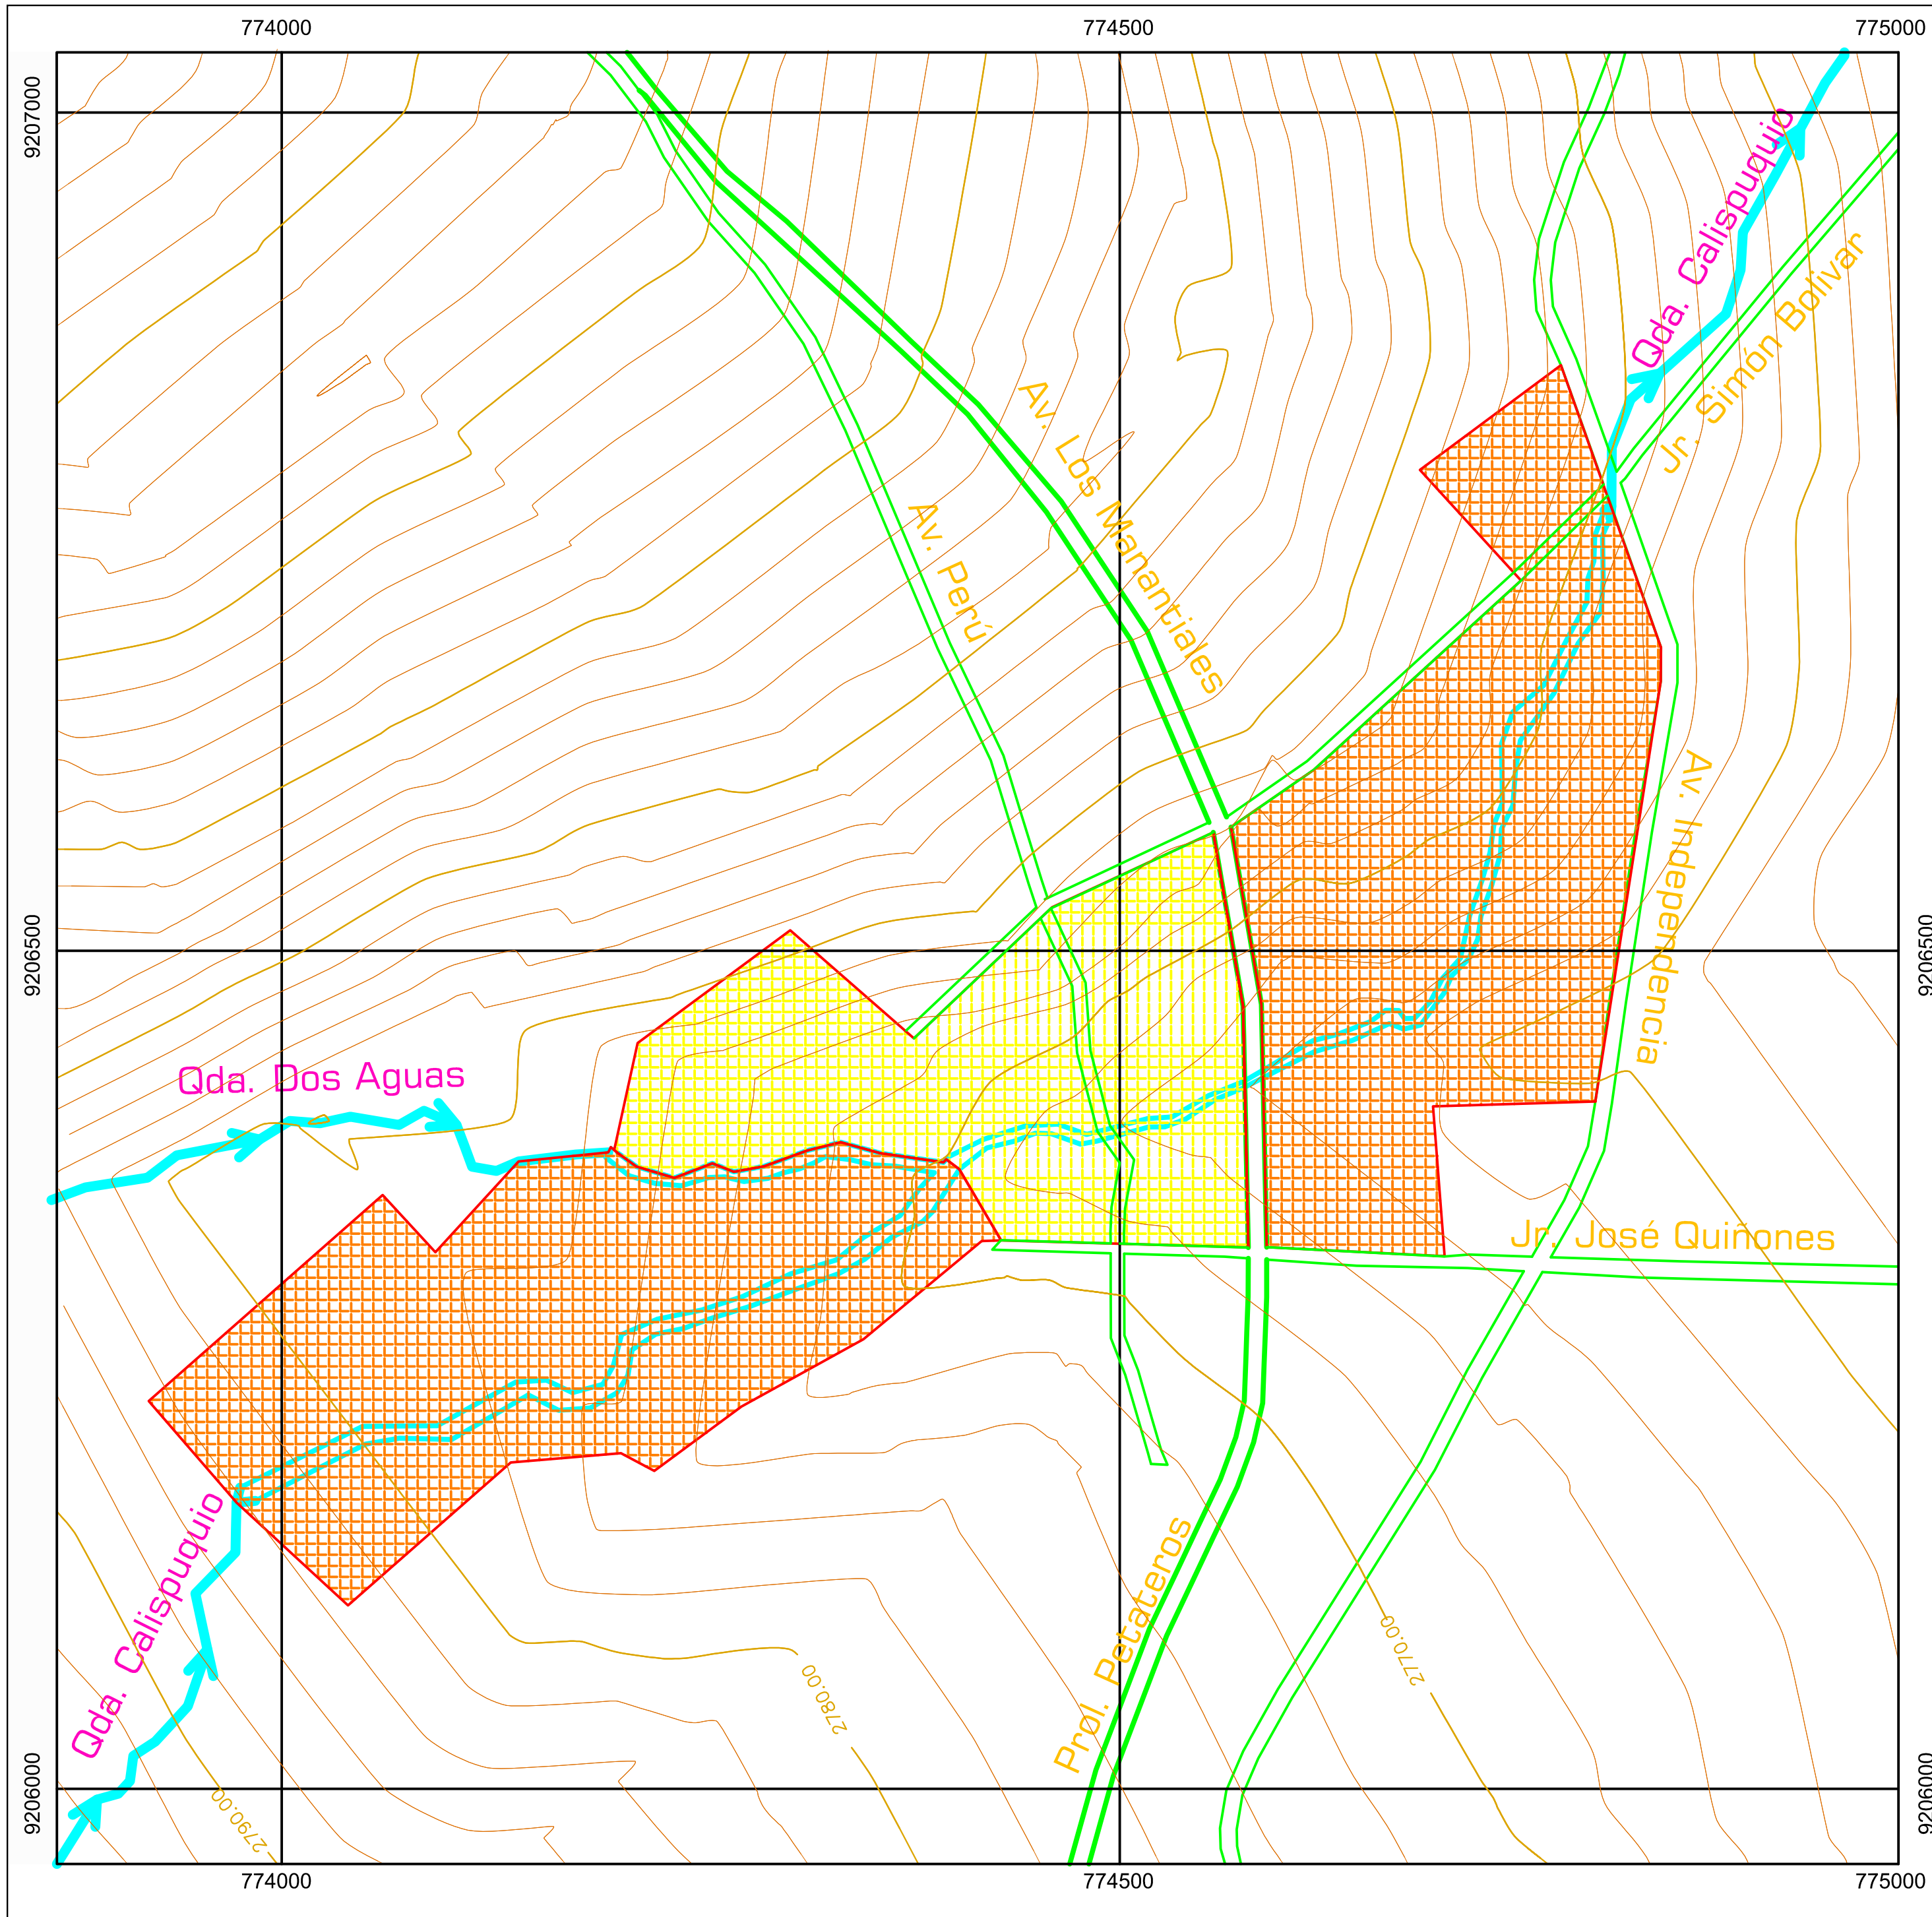 774000
774500
775000
9207000
Qda. Calispuquio
Jr. Simón Bolivar
Av. Los Manantiales
Av. Perú
Av. Independencia
9206500
9206500
Qda. Dos Aguas
Jr. José Quiñones
Qda. Calispuquio
Prol. Petateros
2770.00
2780.00
2790.00
9206000
9206000
774000
774500
775000